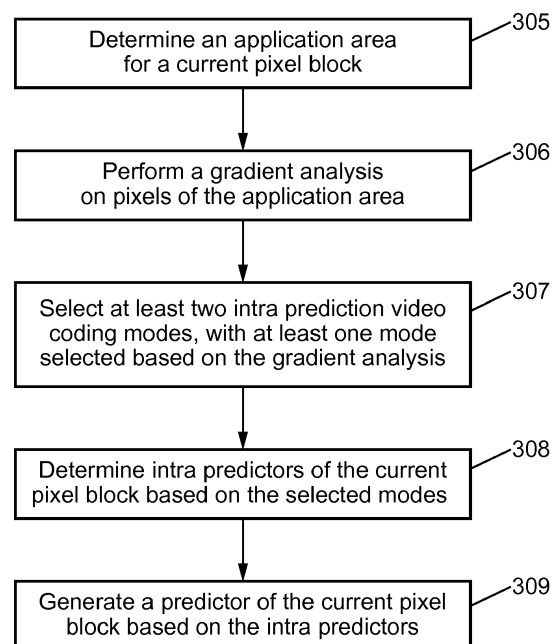 305
Determine an application area
for a current pixel block
306
Perform a gradient analysis
on pixels of the application area
307
Select at least two intra prediction video
coding modes, with at least one mode
selected based on the gradient analysis
308
Determine intra predictors of the current
pixel block based on the selected modes
309
Generate a predictor of the current pixel
block based on the intra predictors